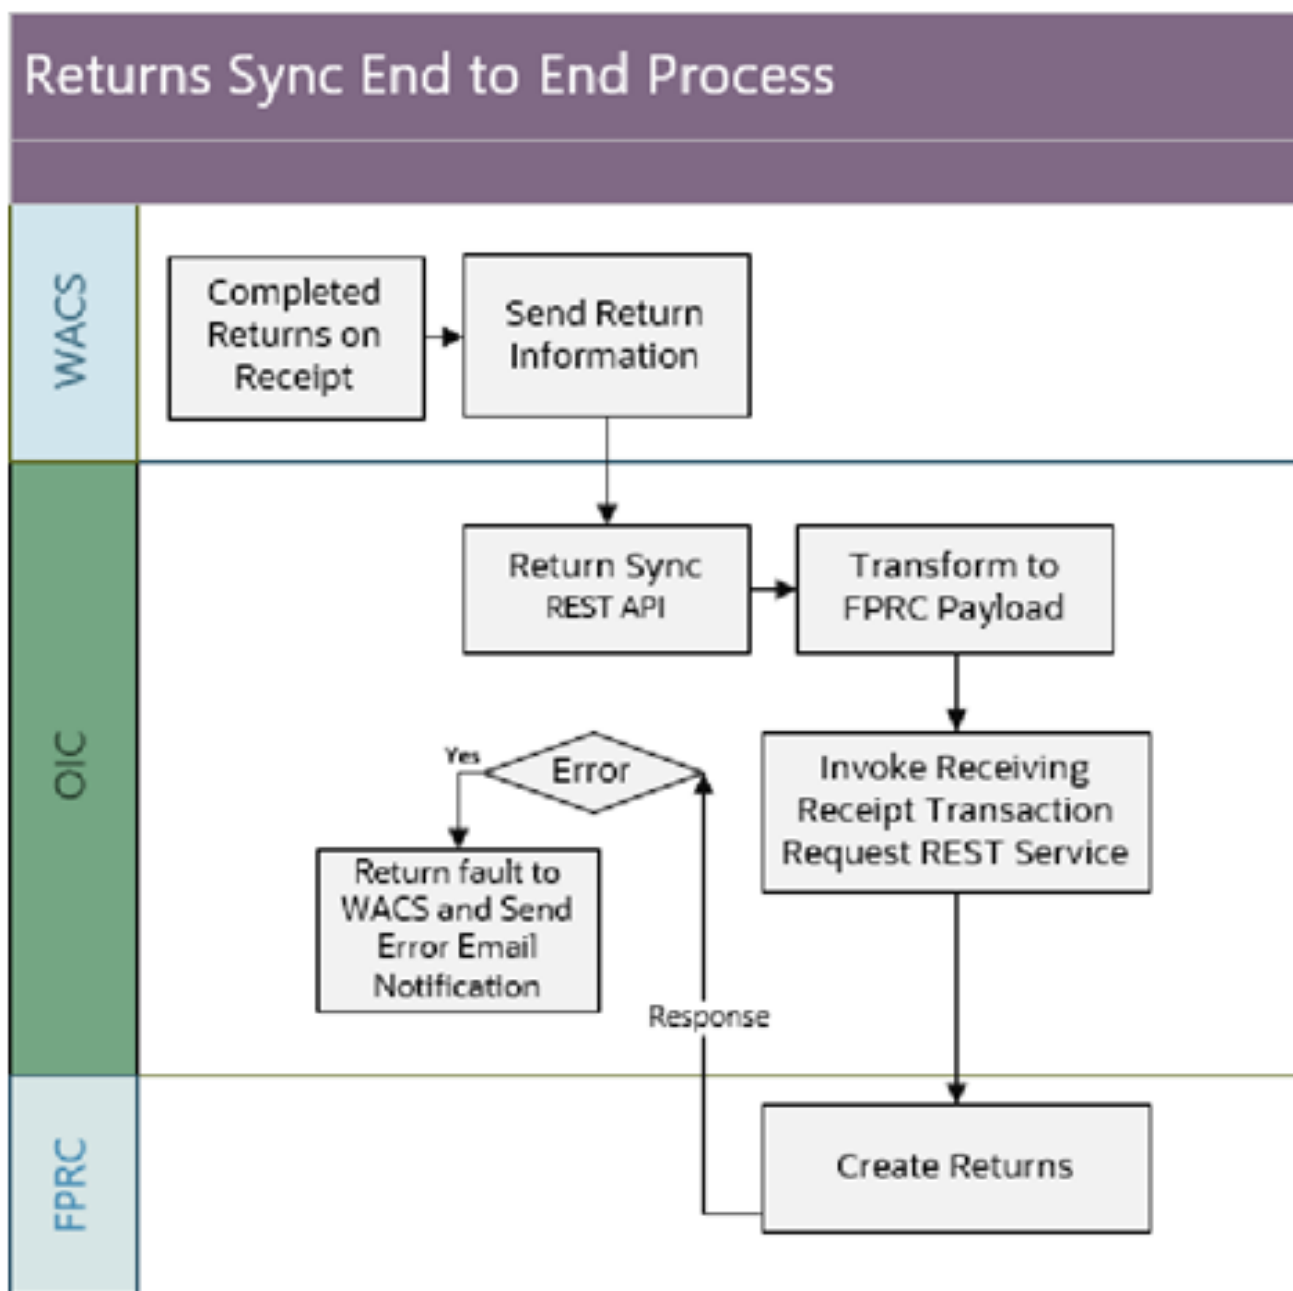 Returns Sync End to End Process
WACS
Completed
Returns on
Receipt
Send Return
Information
OIC
Return Sync
REST API
Transform to
FPRC Payload
Yes
Error
Invoke Receiving
Receipt Transaction
Request REST Service
Return fault to
WACS and Send
Error Email
Notification
Response
FPRC
Create Returns